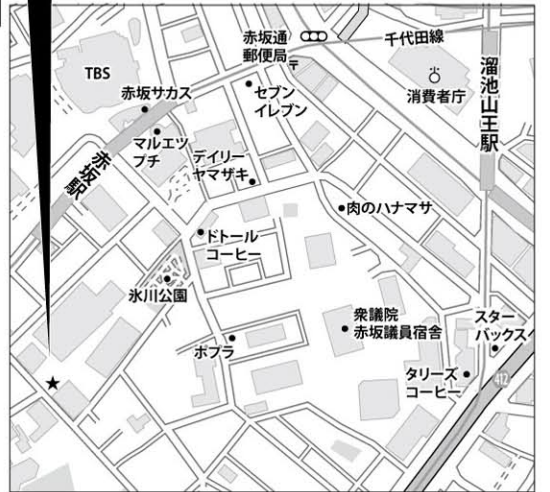 赤坂通
郵便局
千代田線
TBS
消費者庁
溜池山王駅
赤坂サカス
セブン
イレブン
マルエツ
プチ
デイリー
ヤマザキ
赤坂駅
肉のハナマサ
ドトール
コーヒー
氷川公園
衆議院
赤坂議員宿舎
スター
バックス
ポプラ
タリーズ
コーヒー
412